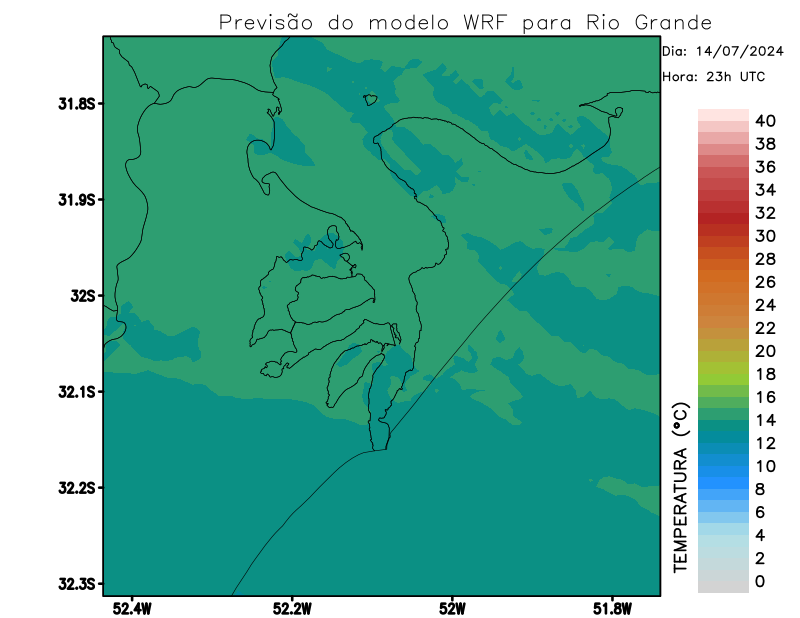 Previsão do modelo WRF para Rio Grande
Dia: 14/07/2024
Hora: 23h UTC
31.8S
31.9S
32S
32.1S
32.2S
32.3S
52.4W
52.2W
52W
51.8W
40
38
36
34
32
30
28
26
24
22
20
18
16
14
12
10
8
6
4
2
0
TEMPERATURA (°C)